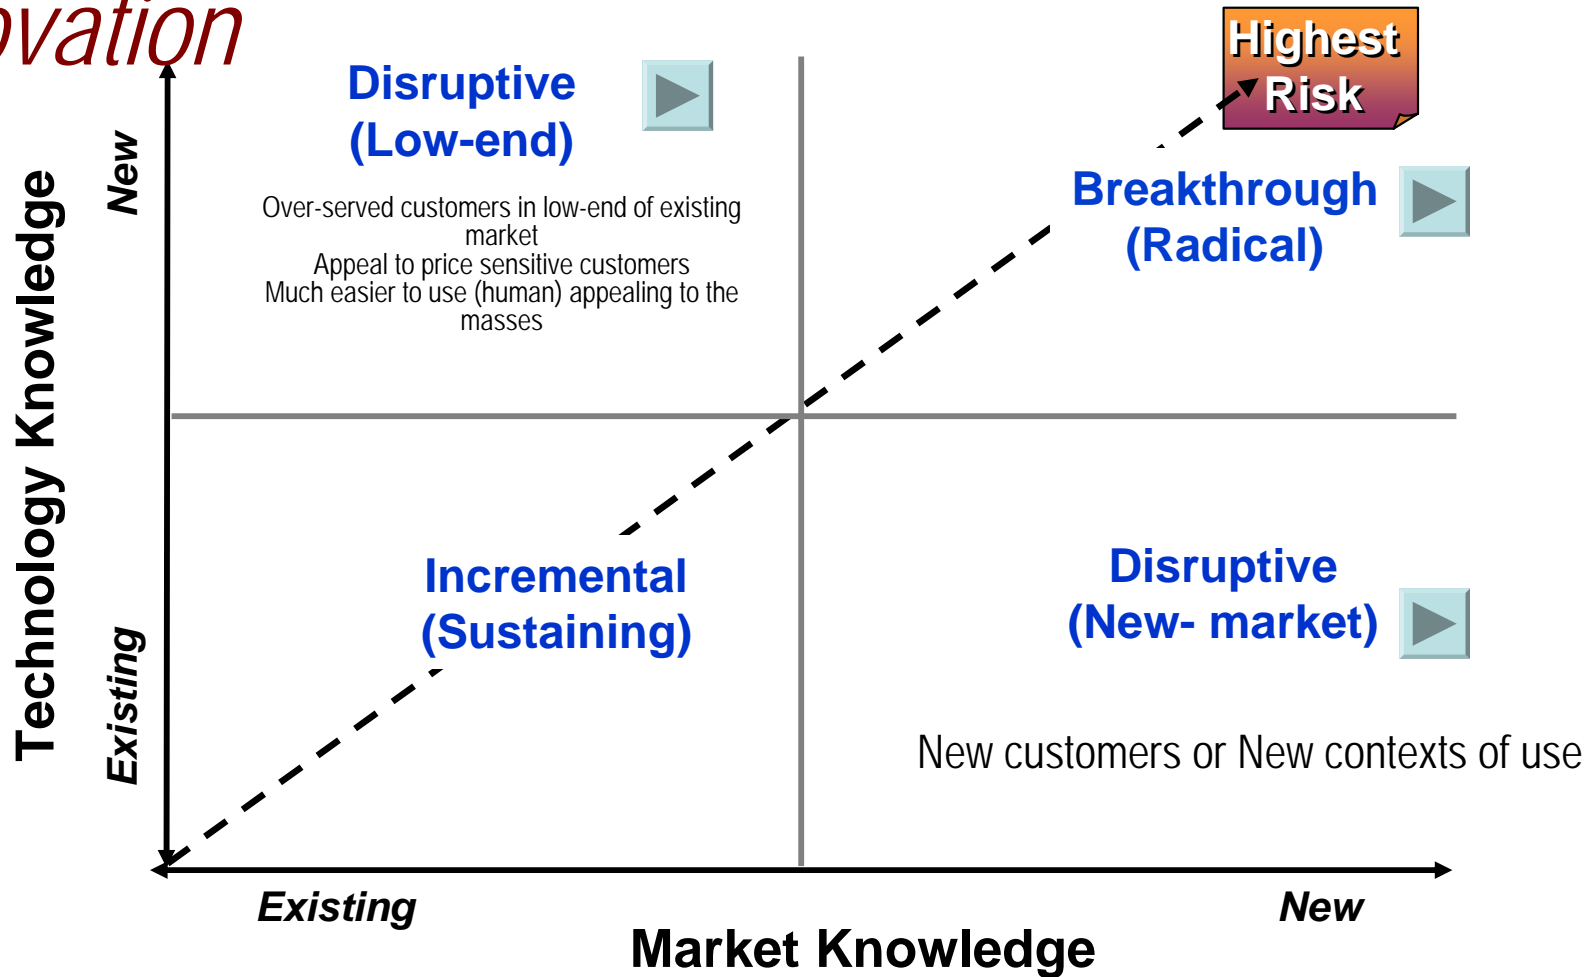 ovation
Highest
Risk
Disruptive
(Low-end)
Over-served customers in low-end of existing
market
Appeal to price sensitive customers
Much easier to use (human) appealing to the
masses
Breakthrough
(Radical)
New
Technology Knowledge
Existing
Incremental
(Sustaining)
Disruptive
(New- market)
New customers or New contexts of use
Existing
New
Market Knowledge